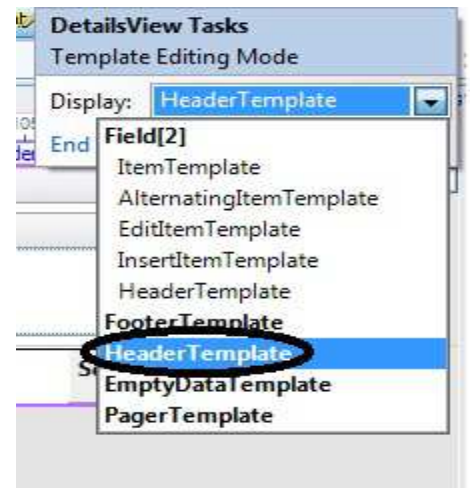 DetailsView Tasks
Template Editing Mode
Display: HeaderTemplate
End
Field[2]
ItemTemplate
AlternatingItemTemplate
EditItemTemplate
InsertItemTemplate
HeaderTemplate
FooterTemplate
HeaderTemplate
EmptyDataTemplate
PagerTemplate